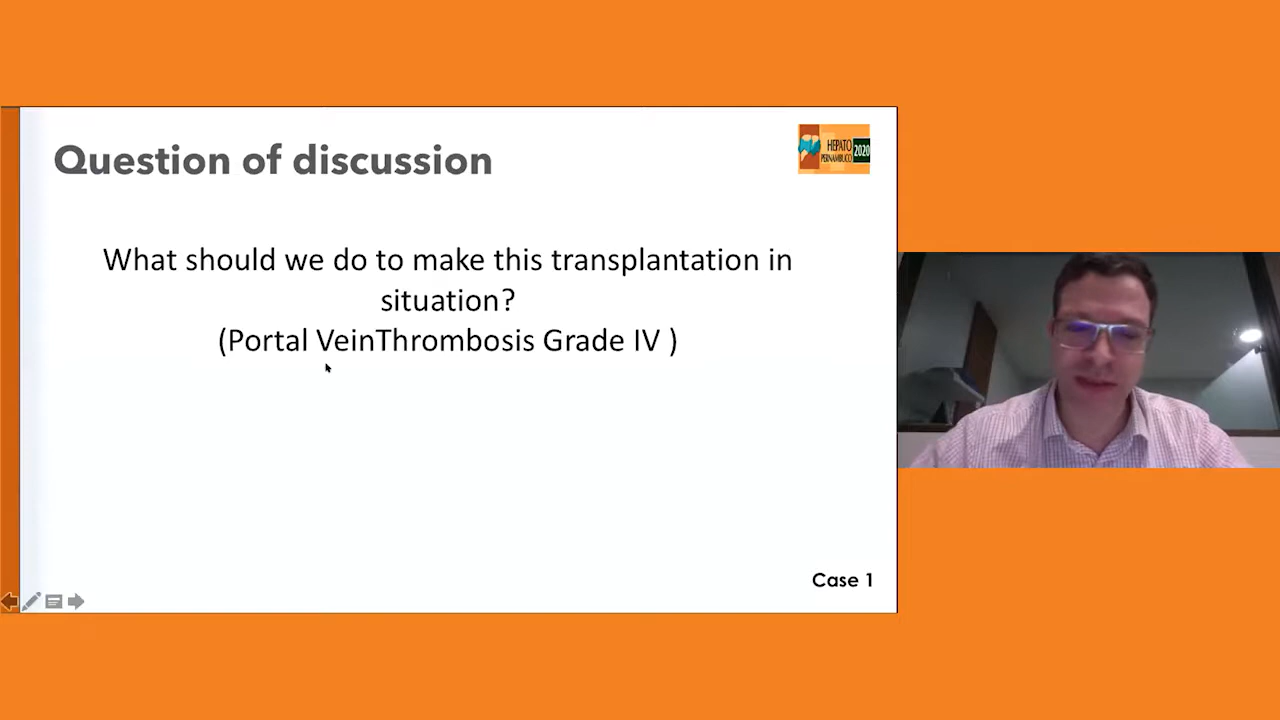 Question of discussion
HEPATO
PERNAMBUCO
2020
What should we do to make this transplantation in
situation?
(Portal VeinThrombosis Grade IV )
Case 1